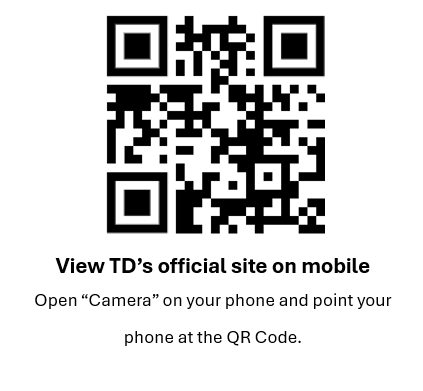 View TD’s official site on mobile
Open “Camera” on your phone and point your
phone at the QR Code.